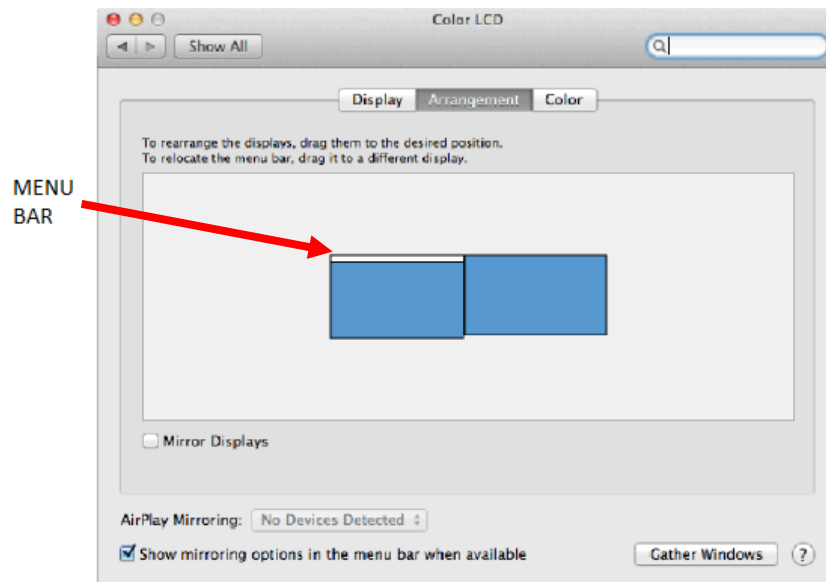 Color LCD
Show All
Display Arrangement Color
To rearrange the displays, drag them to the desired position.
To relocate the menu bar, drag it to a different display.
MENU
BAR
Mirror Displays
AirPlay Mirroring: No Devices Detected
Show mirroring options in the menu bar when available
Gather Windows ?